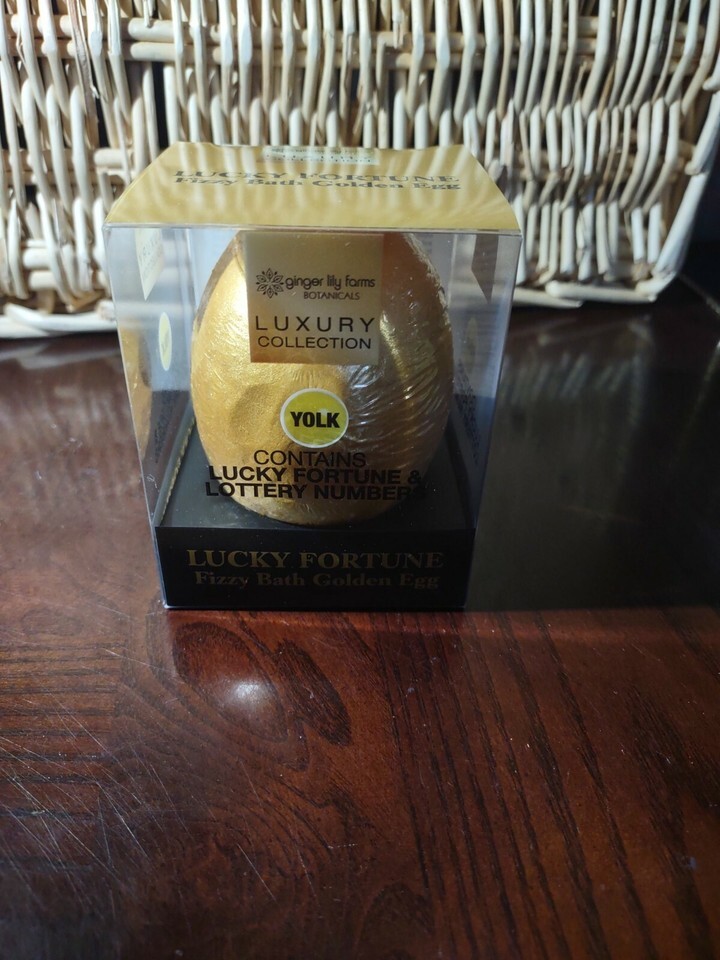 LUCKY FORTUNE
Fizzy Bath Golden Egg
ginger lily farms
BOTANICALS
LUXURY
COLLECTION
YOLK
CONTAINS
LUCKY FORTUNE &
LOTTERY NUMBERS
LUCKY FORTUNE
Fizzy Bath Golden Egg